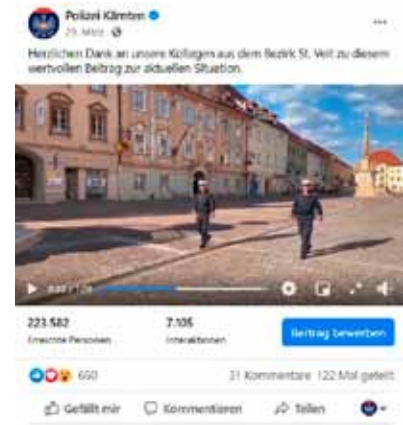 Polizei Kärnten
29. März
Herzlichen Dank an unsere Kollegen aus dem Bezirk St. Veit zu diesem
wertvollen Beitrag zur aktuellen Situation.
223.582
7.105
Erreichte Personen
Interaktionen
Beitrag bewerben
660
31 Kommentare 122 Mal geteilt
Gefällt mir
Kommentieren
Teilen